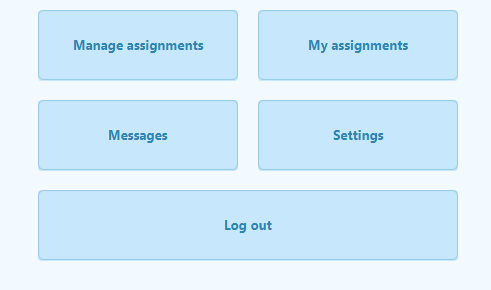 Manage assignments
My assignments
Messages
Settings
Log out